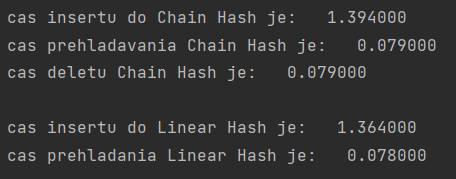 cas insertu do Chain Hash je:   1.394000
cas prehladavania Chain Hash je:   0.079000
cas deletu Chain Hash je:   0.079000
cas insertu do Linear Hash je:   1.364000
cas prehladania Linear Hash je:   0.078000